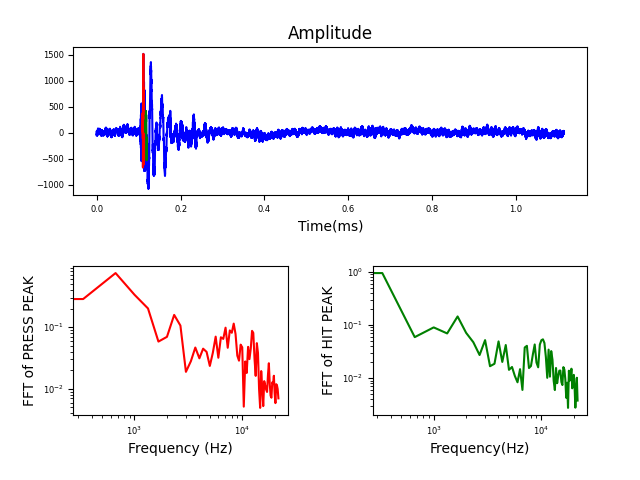 Amplitude
1500
1000
500
0
−500
−1000
0.0 0.2 0.4 0.6 0.8 1.0
Time(ms)
FFT of PRESS PEAK
10⁻¹
10⁻²
10³ 10⁴
Frequency (Hz)
FFT of HIT PEAK
10⁰
10⁻¹
10⁻²
10³ 10⁴
Frequency(Hz)